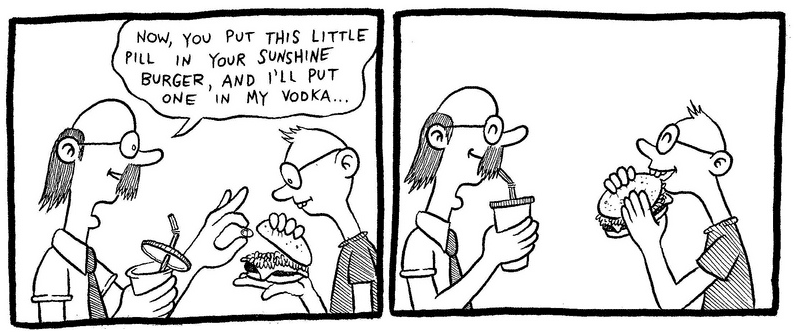 NOW, YOU PUT THIS LITTLE
PILL IN YOUR SUNSHINE
BURGER, AND I'LL PUT
ONE IN MY VODKA...